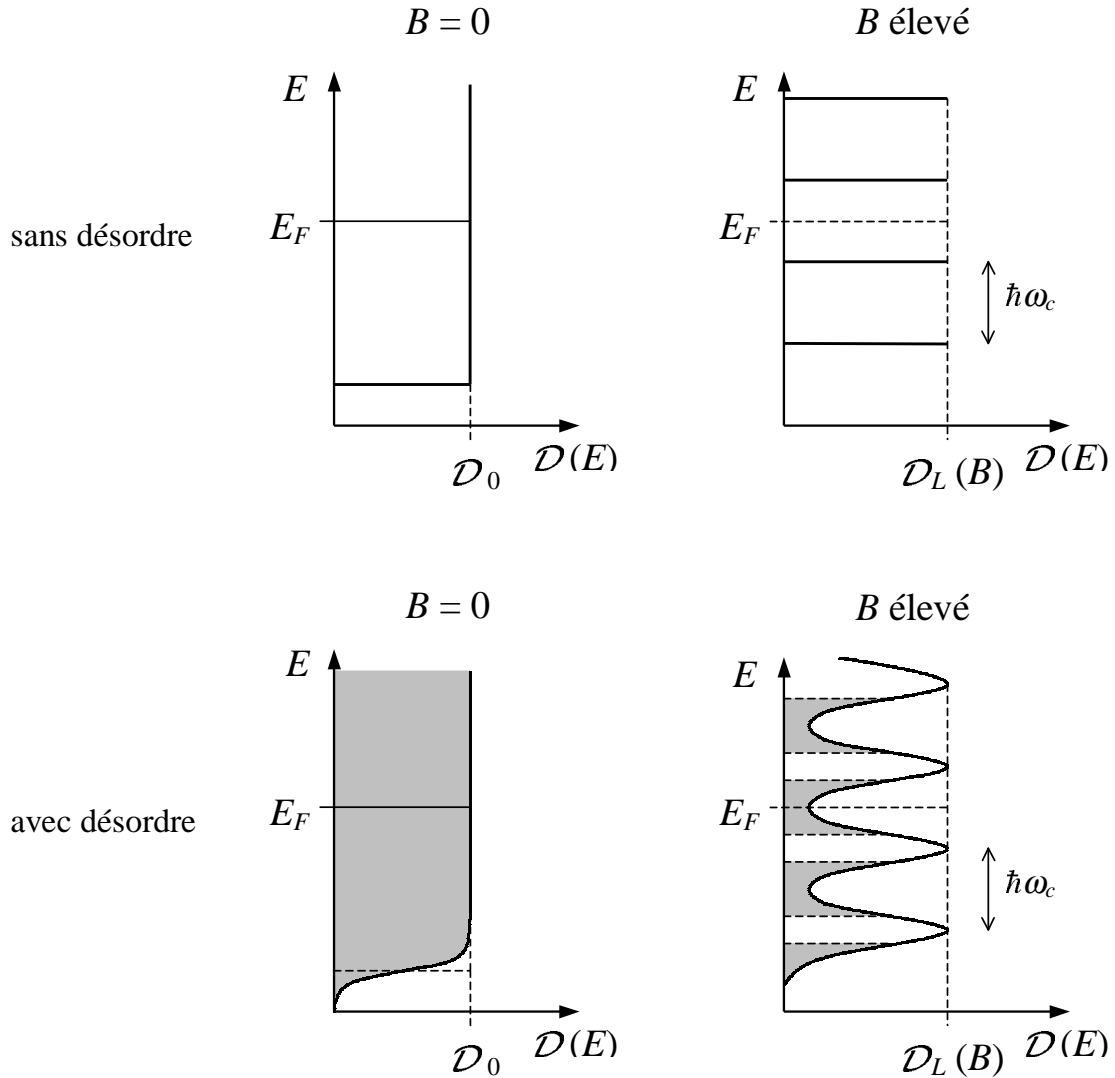 B = 0
B élevé
E
E
sans désordre
E_F
E_F
ħω_c
𝒟_0
𝒟(E)
𝒟_L (B)
𝒟(E)
B = 0
B élevé
E
E
avec désordre
E_F
E_F
ħω_c
𝒟_0
𝒟(E)
𝒟_L (B)
𝒟(E)